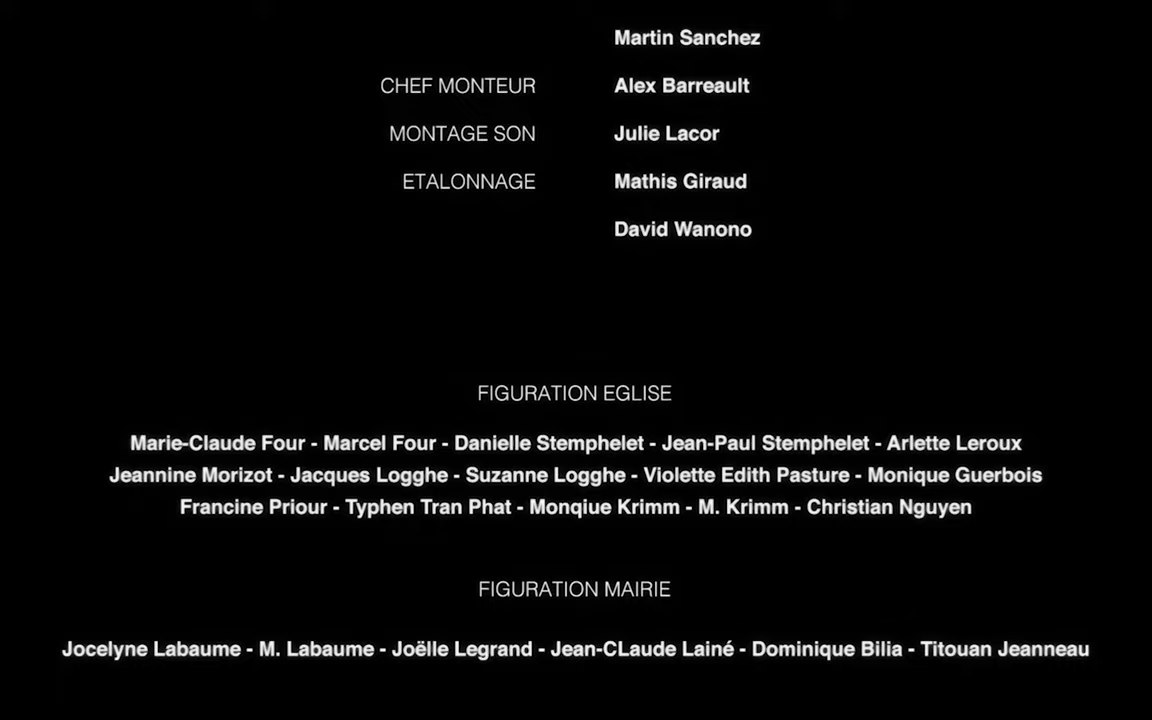 Martin Sanchez
CHEF MONTEUR Alex Barreault
MONTAGE SON Julie Lacor
ETALONNAGE Mathis Giraud
David Wanono
FIGURATION EGLISE
Marie-Claude Four - Marcel Four - Danielle Stemphelet - Jean-Paul Stemphelet - Arlette Leroux
Jeannine Morizot - Jacques Logghe - Suzanne Logghe - Violette Edith Pasture - Monique Guerbois
Francine Priour - Typhen Tran Phat - Monqiue Krimm - M. Krimm - Christian Nguyen
FIGURATION MAIRIE
Jocelyne Labaume - M. Labaume - Joëlle Legrand - Jean-CLaude Lainé - Dominique Bilia - Titouan Jeanneau